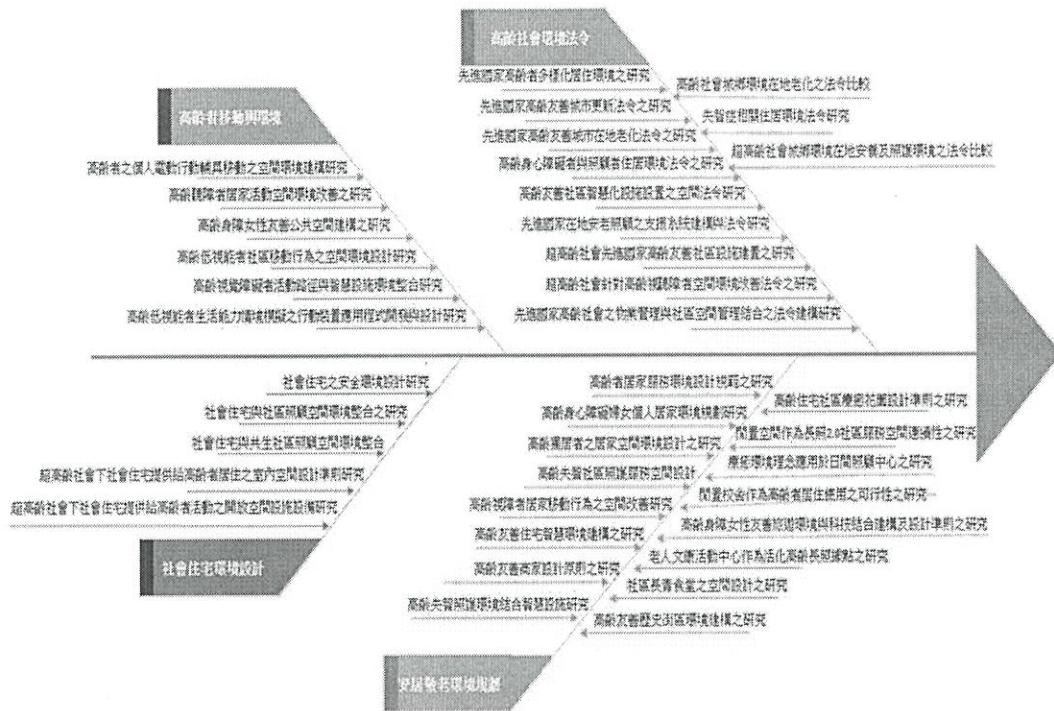 高齡社會環境法令
先進國家高齡者多樣化居住環境之研究
高齡社會城鄉環境在地老化之法令比較
先進國家高齡友善城市更新法令之研究
失智症相關住居環境法令研究
先進國家高齡友善城市在地老化法令之研究
超高齡社會城鄉環境在地安養及照護環境之法令比較
高齡身心障礙者與照顧者住居環境法令之研究
高齡友善社區智慧化設施設置之空間法令研究
先進國家在地安老照顧之支援系統建構與法令研究
超高齡社會先進國家高齡友善社區設施建置之研究
超高齡社會針對高齡視聽障者空間環境改善法令之研究
先進國家高齡社會之物業管理與社區空間管理結合之法令建構研究
高齡者移動與環境
高齡者之個人電動行動輔具移動之空間環境建構研究
高齡聽障者居家活動空間環境改善之研究
高齡身障女性友善公共空間建構之研究
高齡低視能者社區移動行為之空間環境設計研究
高齡視覺障礙者活動路徑與智慧設施環境整合研究
高齡低視能者生活能力情境模擬之行動裝置應用程式開發與設計研究
社會住宅之安全環境設計研究
社會住宅與社區照顧空間環境整合之研究
社會住宅與共生社區照顧空間環境整合
超高齡社會下社會住宅提供給高齡者居住之室內空間設計準則研究
超高齡社會下社會住宅提供給高齡者活動之開放空間設施設備研究
社會住宅環境設計
高齡者居家服務環境設計規範之研究
高齡住宅社區療癒花園設計準則之研究
高齡身心障礙婦女個人居家環境規劃研究
閒置空間作為長照2.0社區服務空間連續性之研究
高齡獨居者之居家空間環境設計之研究
療癒環境理念應用於日間照顧中心之研究
高齡失智社區照護服務空間設計
閒置校舍作為高齡者居住使用之可行性之研究
高齡視障者居家移動行為之空間改善研究
高齡身障女性友善旅遊環境與科技結合建構及設計準則之研究
高齡友善住宅智慧環境建構之研究
老人文康活動中心作為活化高齡長照據點之研究
高齡友善商家設計原則之研究
社區長青食堂之空間設計之研究
高齡失智照護環境結合智慧設施研究
高齡友善歷史街區環境建構之研究
安居敬老環境規劃